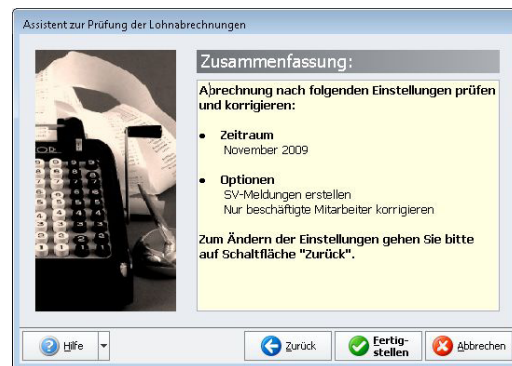 Assistent zur Prüfung der Lohnabrechnungen
Zusammenfassung:
Abrechnung nach folgenden Einstellungen prüfen
und korrigieren:
• Zeitraum
November 2009
• Optionen
SV-Meldungen erstellen
Nur beschäftigte Mitarbeiter korrigieren
Zum Ändern der Einstellungen gehen Sie bitte
auf Schaltfläche "Zurück".
Hilfe
Zurück
Fertig-
stellen
Abbrechen